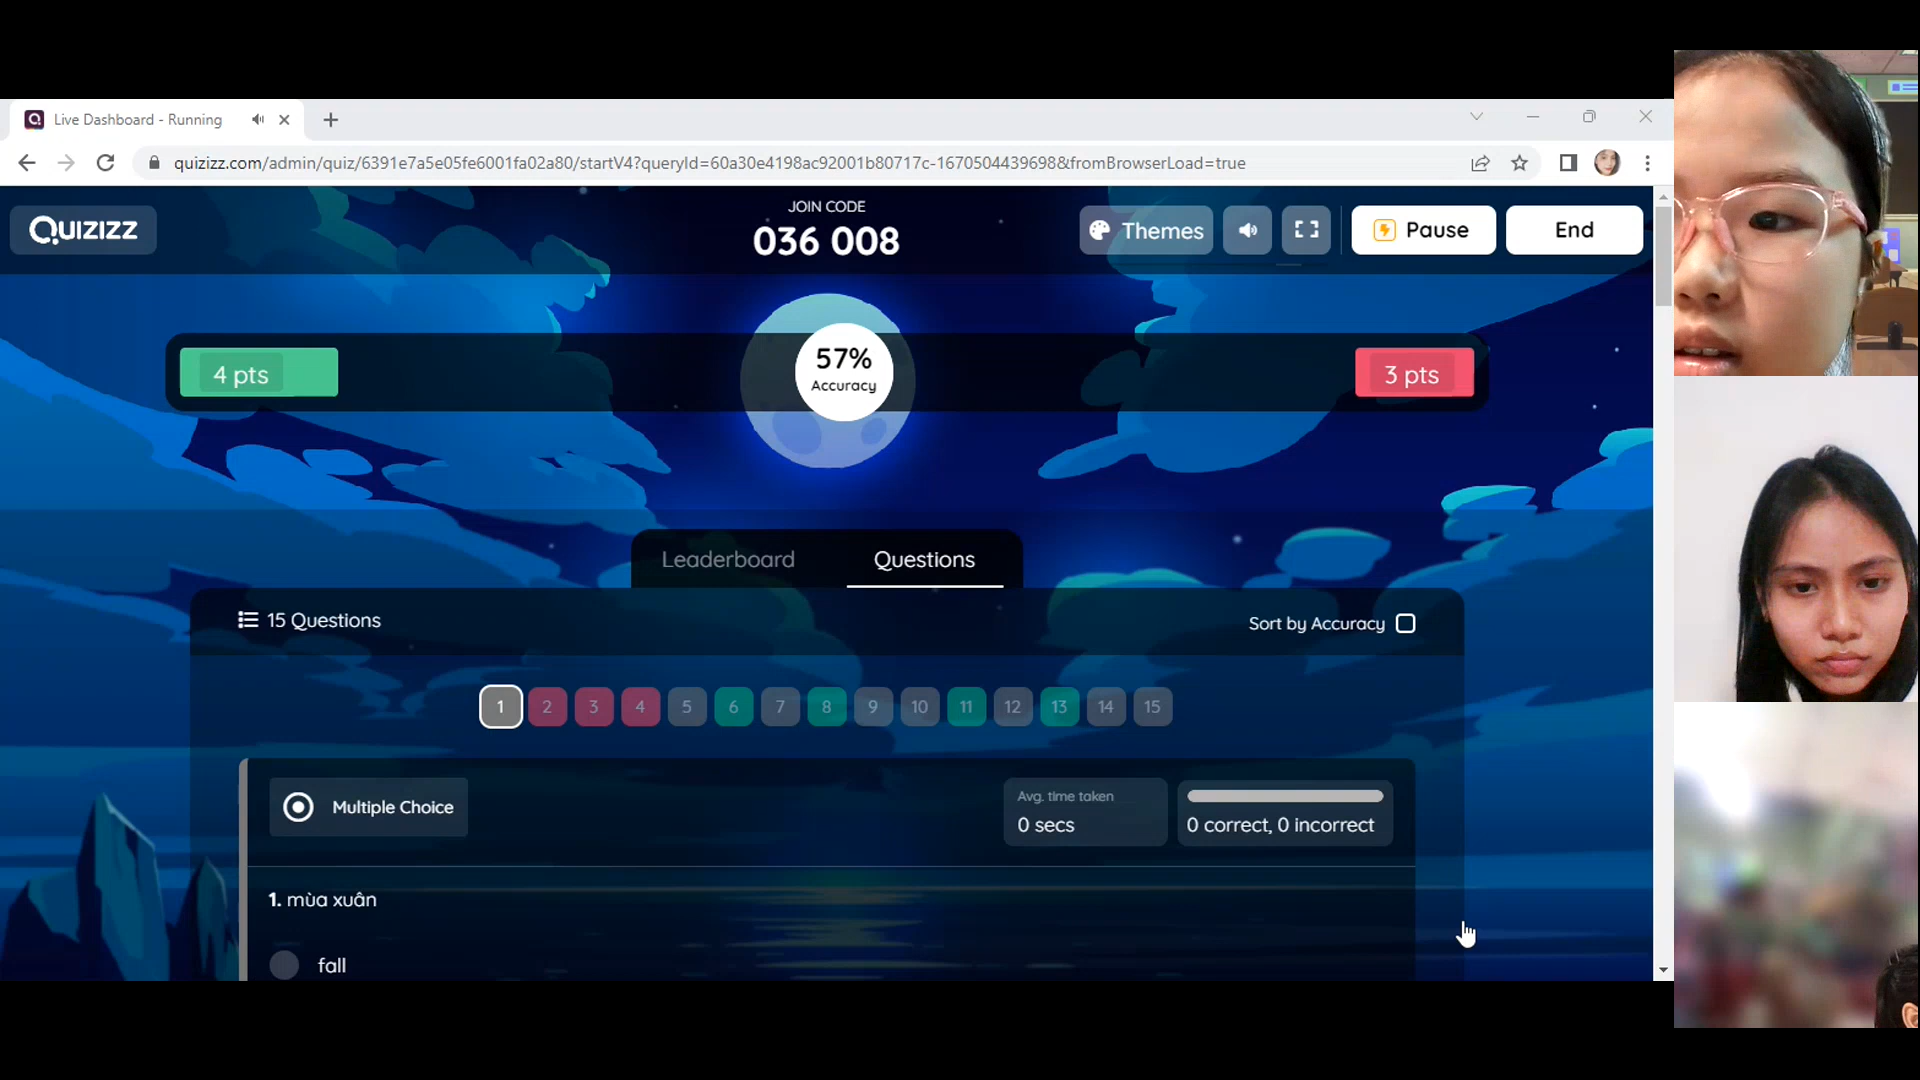 Live Dashboard - Running
quizizz.com/admin/quiz/6391e7a5e05fe6001fa02a80/startV4?queryId=60a30e4198ac92001b80717c-1670504439698&fromBrowserLoad=true
QUIZIZZ
JOIN CODE
036 008
Themes
Pause
End
4 pts
57%
Accuracy
3 pts
Leaderboard
Questions
15 Questions
Sort by Accuracy
1 2 3 4 5 6 7 8 9 10 11 12 13 14 15
Multiple Choice
Avg. time taken
0 secs
0 correct, 0 incorrect
1. mùa xuân
fall